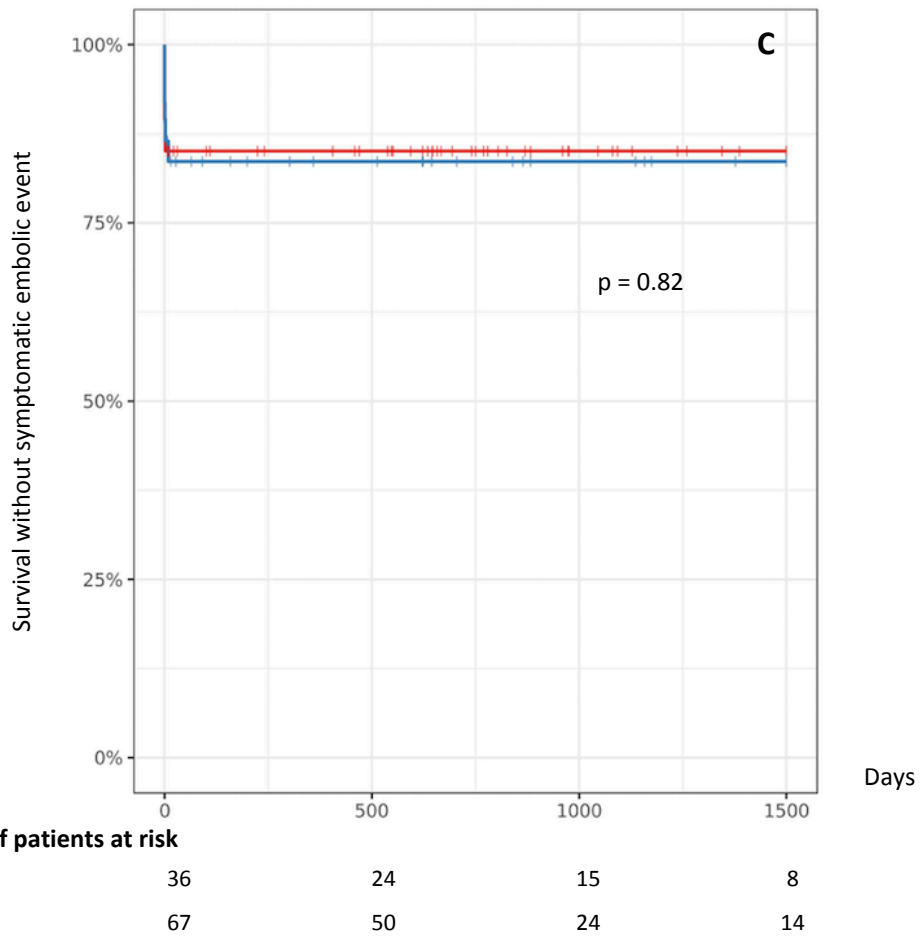 C
Survival without symptomatic embolic event
100%
75%
50%
25%
0%
p = 0.82
0 500 1000 1500
Days
f patients at risk
36 24 15 8
67 50 24 14